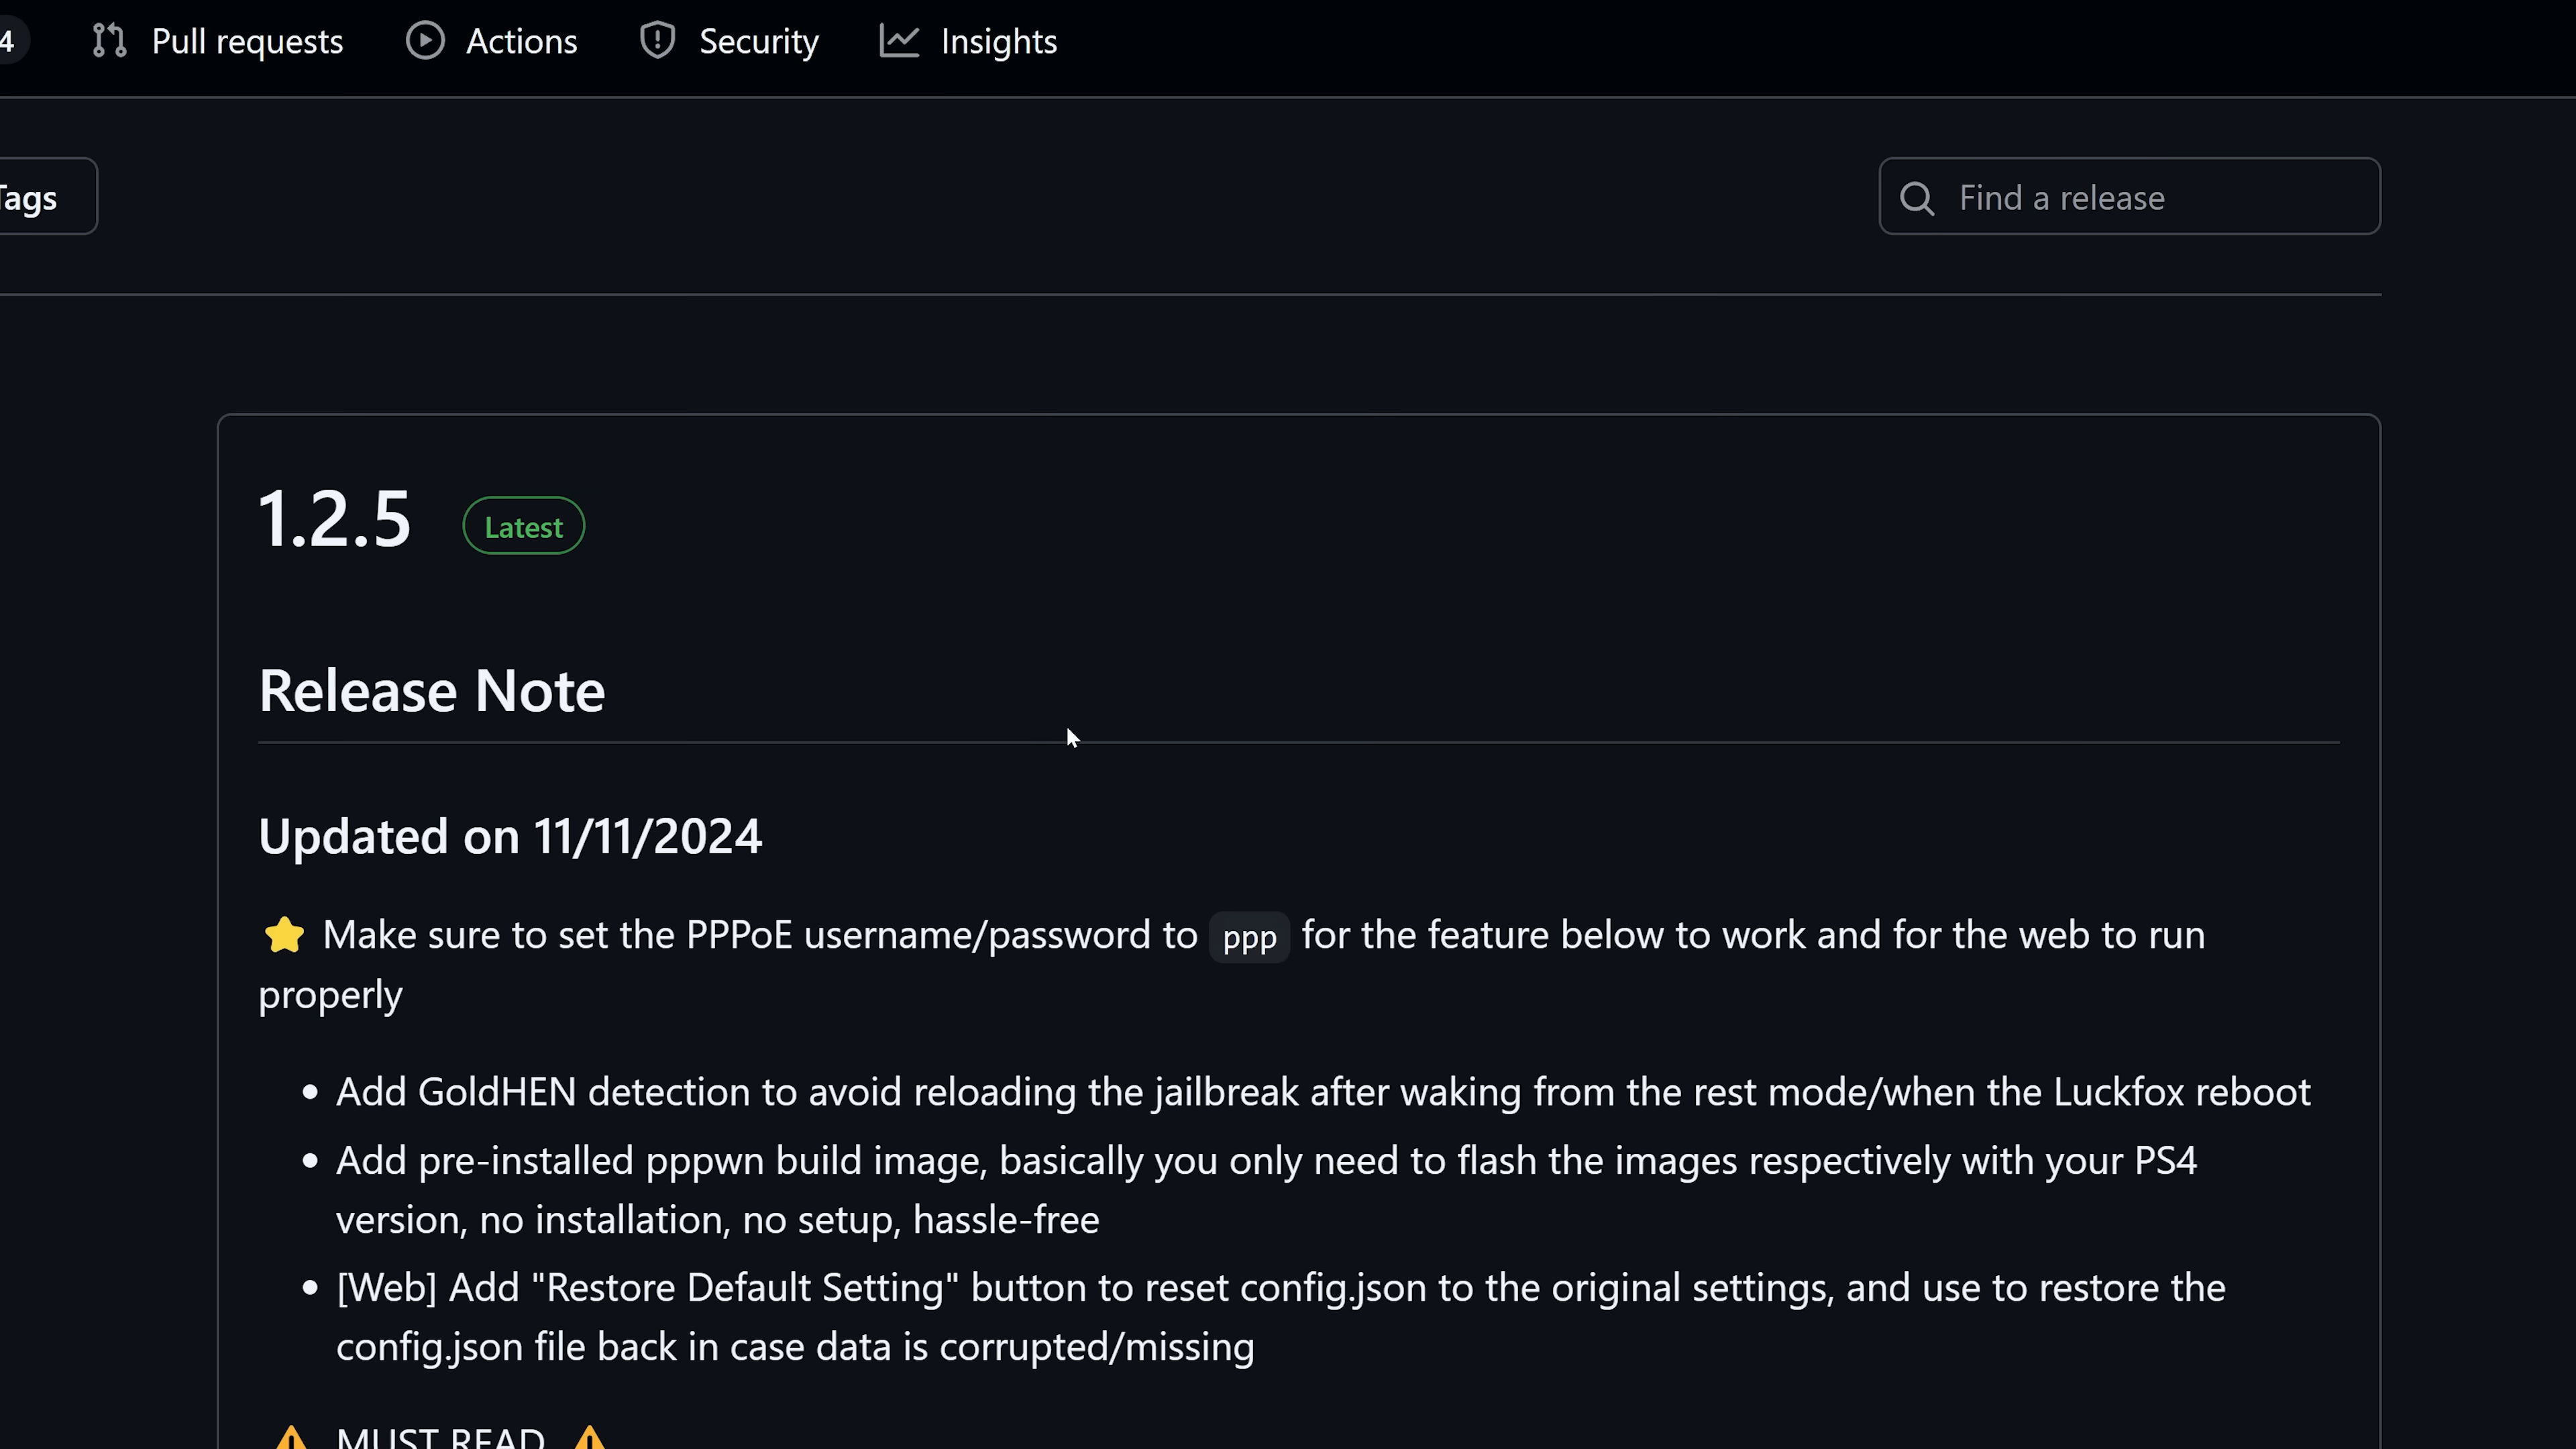 4 Pull requests Actions Security Insights
Tags
Find a release
1.2.5 Latest
Release Note
Updated on 11/11/2024
⭐ Make sure to set the PPPoE username/password to ppp for the feature below to work and for the web to run
properly
• Add GoldHEN detection to avoid reloading the jailbreak after waking from the rest mode/when the Luckfox reboot
• Add pre-installed pppwn build image, basically you only need to flash the images respectively with your PS4
version, no installation, no setup, hassle-free
• [Web] Add "Restore Default Setting" button to reset config.json to the original settings, and use to restore the
config.json file back in case data is corrupted/missing
⚠ MUST READ ⚠